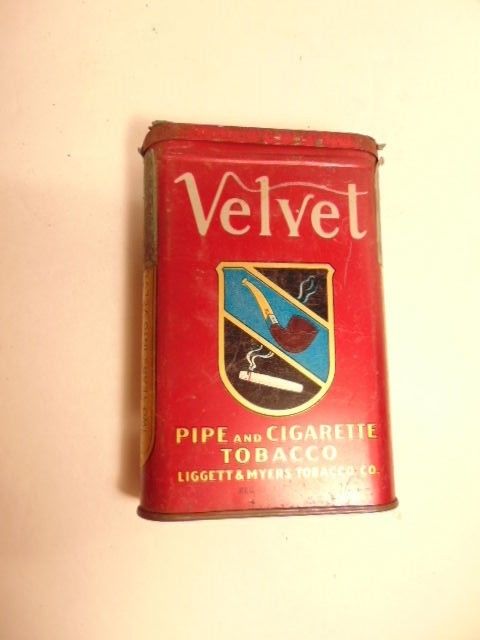 Velvet
PIPE AND CIGARETTE
TOBACCO
LIGGETT & MYERS TOBACCO CO.